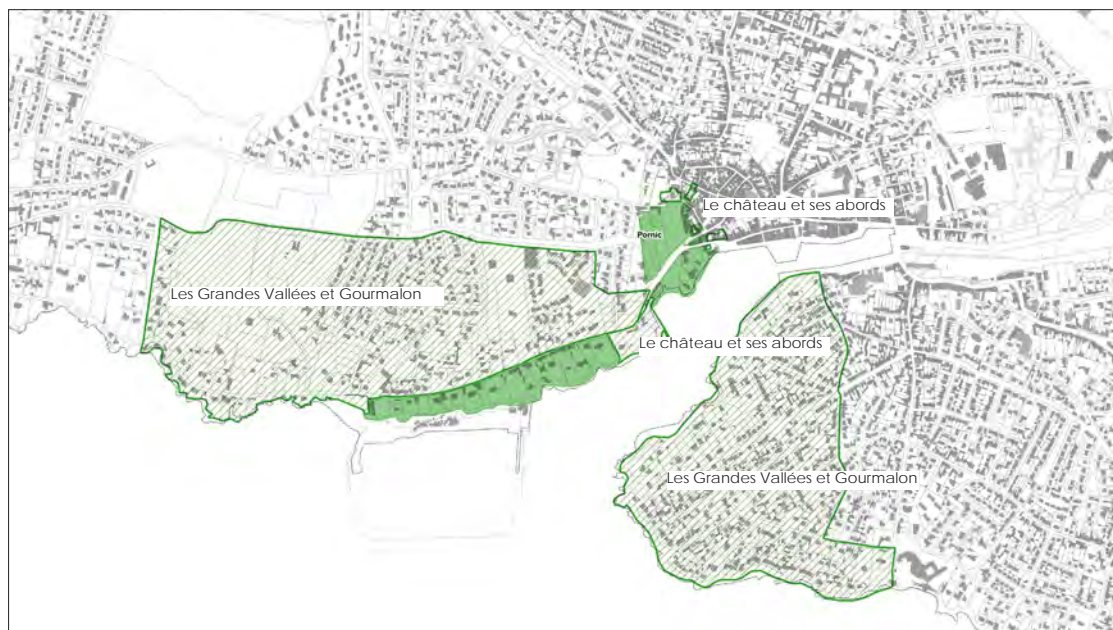 Le château et ses abords
Pornic
Les Grandes Vallées et Gourmalon
Le château et ses abords
Les Grandes Vallées et Gourmalon